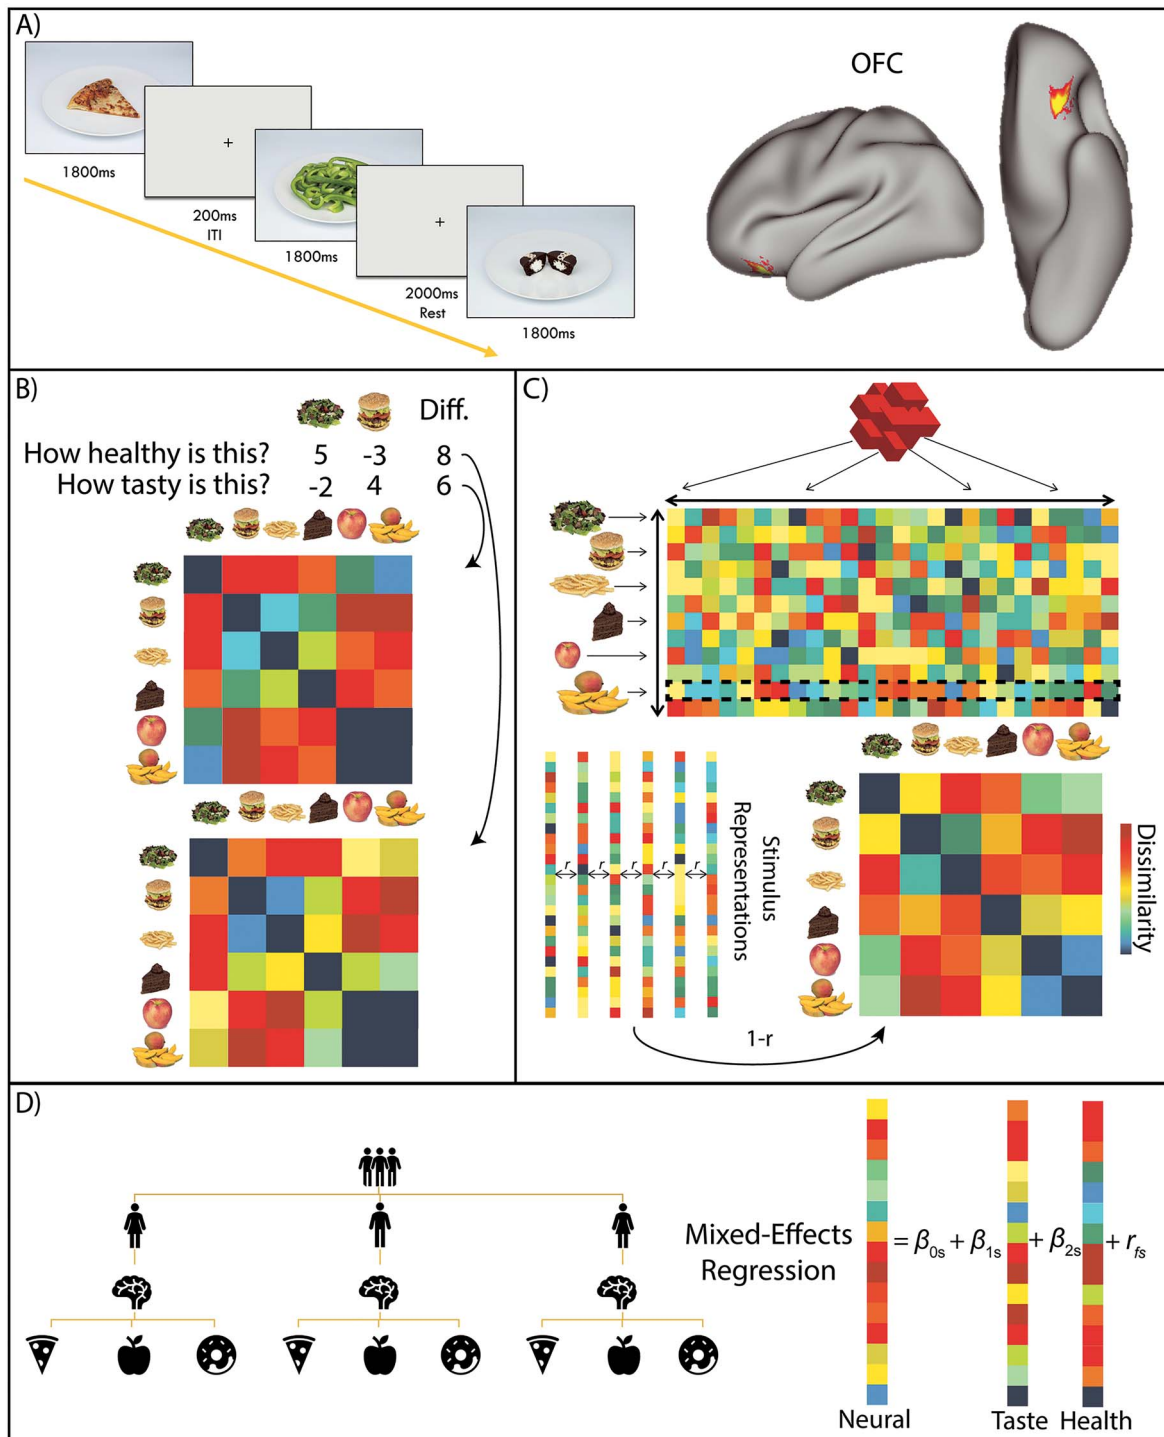 A)
1800ms
+
200ms
ITI
1800ms
+
2000ms
Rest
1800ms
OFC
B)
Diff.
How healthy is this? 5 -3 8
How tasty is this? -2 4 6
C)
r r r r r
Stimulus
Representations
1-r
Dissimilarity
D)
Mixed-Effects
Regression
= β0s + β1s + β2s + rfs
Neural Taste Health